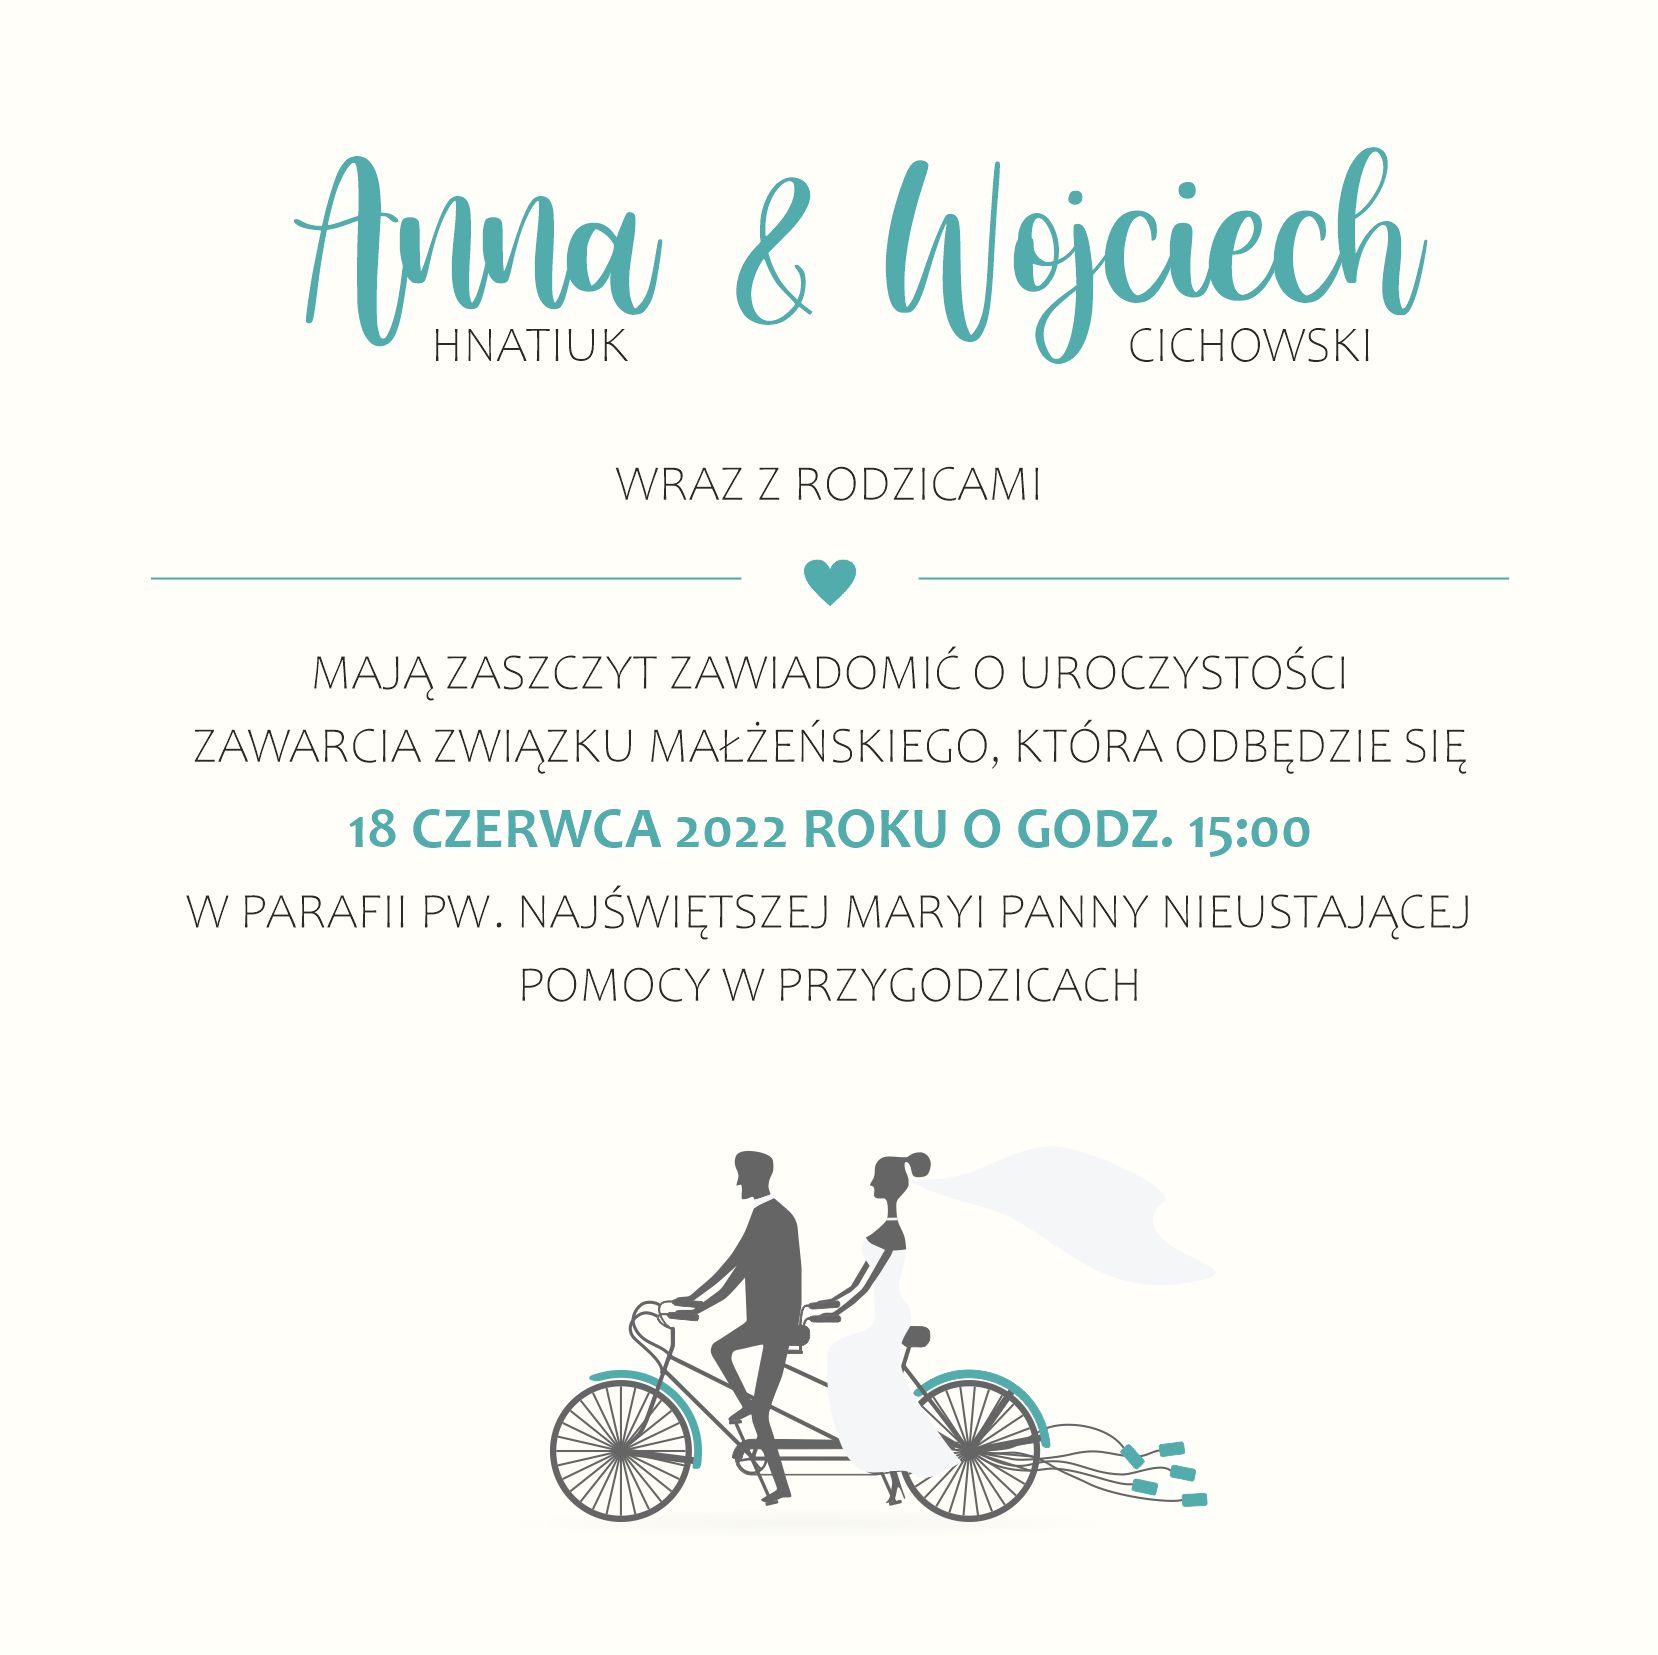 Anna & Wojciech
HNATIUK CICHOWSKI
WRAZ Z RODZICAMI
MAJĄ ZASZCZYT ZAWIADOMIĆ O UROCZYSTOŚCI
ZAWARCIA ZWIĄZKU MAŁŻEŃSKIEGO, KTÓRA ODBĘDZIE SIĘ
18 CZERWCA 2022 ROKU O GODZ. 15:00
W PARAFII PW. NAJŚWIĘTSZEJ MARYI PANNY NIEUSTAJĄCEJ
POMOCY W PRZYGODZICACH